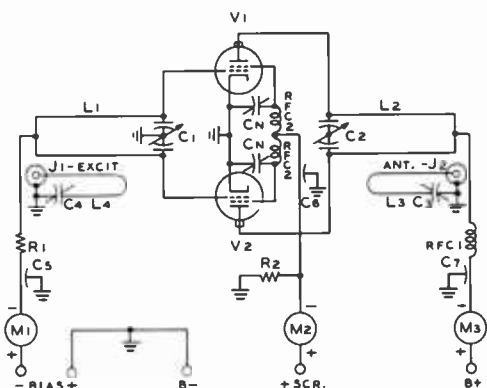 V1
L1
C1
CN
CN
RFC2
RFC2
C2
L2
J1-EXCIT
C4 L4
ANT.-J2
L3 C3
V2
C6
R1
C5
R2
RFC1
C7
- - -
M1 M2 M3
+ + +
-BIAS+
B-
+SCR.
B+